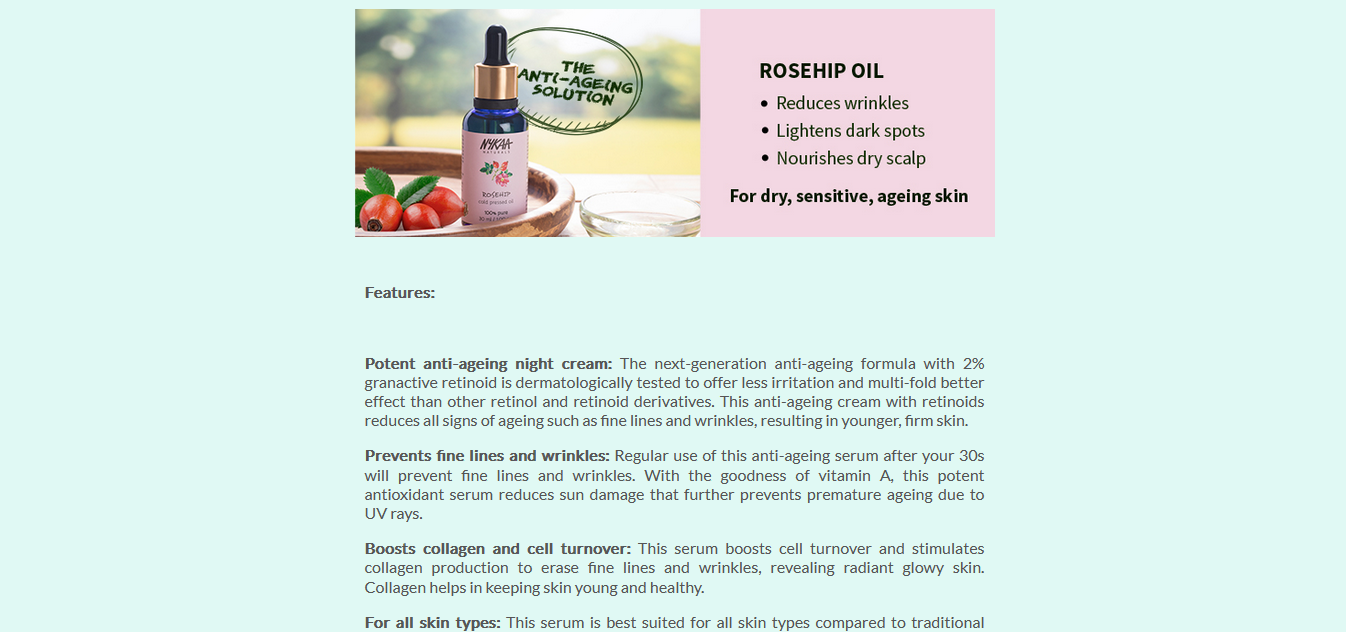 THE
ANTI-AGEING
SOLUTION
NYKAA
NATURALS
ROSEHIP
cold pressed oil
100% pure
ROSEHIP OIL
• Reduces wrinkles
• Lightens dark spots
• Nourishes dry scalp
For dry, sensitive, ageing skin
Features:
Potent anti-ageing night cream: The next-generation anti-ageing formula with 2%
granactive retinoid is dermatologically tested to offer less irritation and multi-fold better
effect than other retinol and retinoid derivatives. This anti-ageing cream with retinoids
reduces all signs of ageing such as fine lines and wrinkles, resulting in younger, firm skin.
Prevents fine lines and wrinkles: Regular use of this anti-ageing serum after your 30s
will prevent fine lines and wrinkles. With the goodness of vitamin A, this potent
antioxidant serum reduces sun damage that further prevents premature ageing due to
UV rays.
Boosts collagen and cell turnover: This serum boosts cell turnover and stimulates
collagen production to erase fine lines and wrinkles, revealing radiant glowy skin.
Collagen helps in keeping skin young and healthy.
For all skin types: This serum is best suited for all skin types compared to traditional